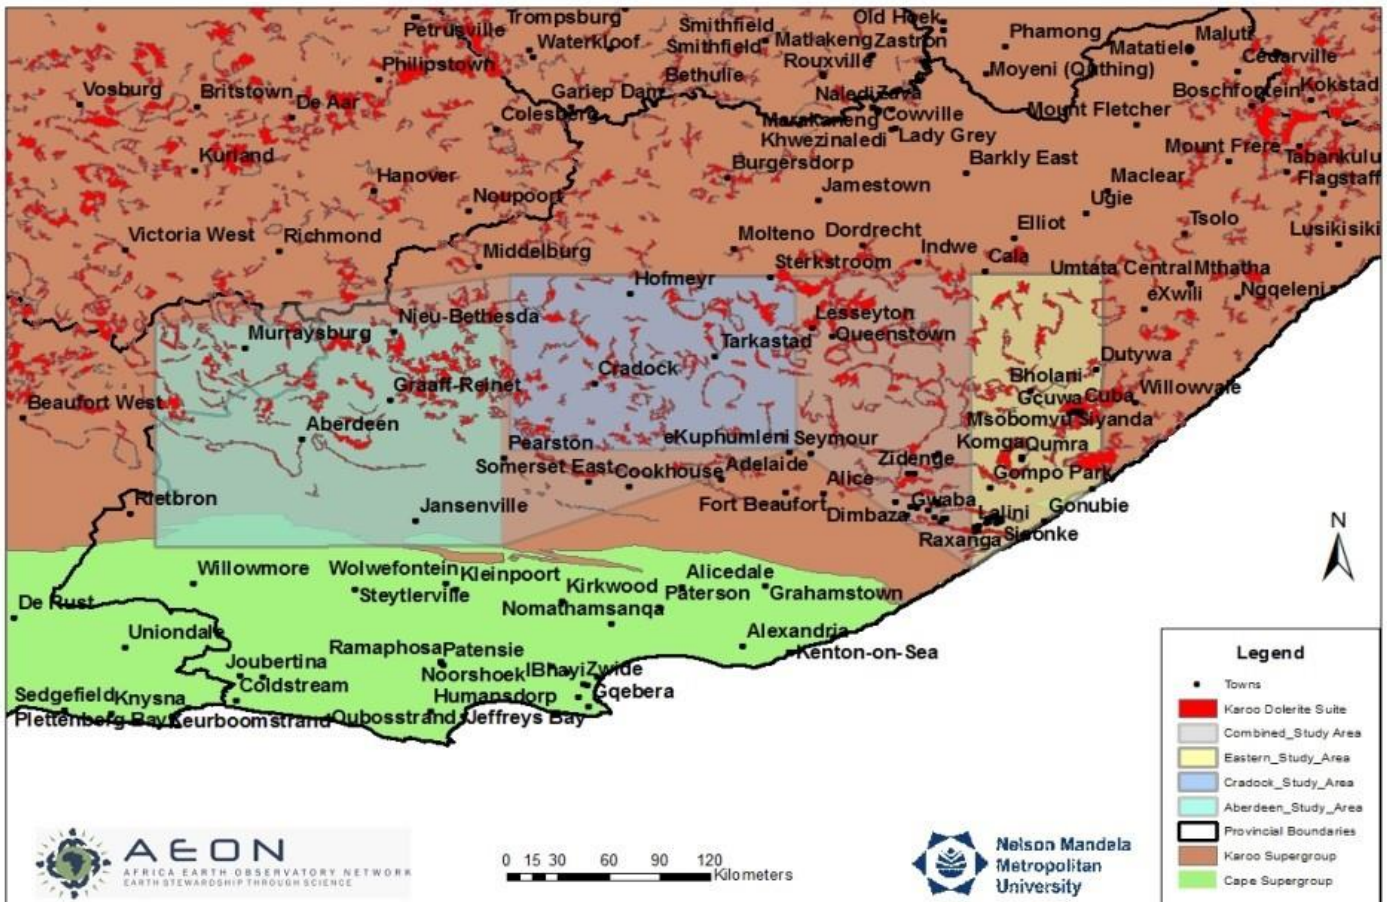 Trompsburg
Smithfield
Old Hoek
Petrusville
Waterkloof
Smithfield
Matlakeng
Zastron
Phamong
Maluti
Matatiele
Cedarville
Philipstown
Rouxville
Moyeni (Quthing)
Bethulie
Vosburg
Britstown
De Aar
Gariep Dam
Naledi
Zava
Boschfontein
Kokstad
Colesberg
Cowville
Mount Fletcher
Khwezinaledi
Lady Grey
Kurland
Burgersdorp
Barkly East
Mount Frere
Tabankulu
Hanover
Jamestown
Maclear
Flagstaff
Noupoort
Ugie
Victoria West
Richmond
Molteno
Dordrecht
Elliot
Tsolo
Lusikisiki
Middelburg
Indwe
Sterkstroom
Cala
Umtata Central
Mthatha
Hofmeyr
eXwili
Ngqeleni
Nieu-Bethesda
Lesseyton
Murraysburg
Queenstown
Tarkastad
Dutywa
Cradock
Bholani
Graaff-Reinet
Gcuwa
Cuba
Willowvale
Beaufort West
Msobomvu
Siyanda
Aberdeen
Pearston
eKuphumleni
Seymour
Komga
Qumra
Somerset East
Cookhouse
Adelaide
Zidenge
Gompo Park
Alice
Rietbron
Jansenville
Fort Beaufort
Dimbaza
Gwaba
Lalini
Gonubie
Raxanga
Sisonke
Willowmore
Wolwefontein
Kleinpoort
Kirkwood
Alicedale
Steytlerville
Paterson
Grahamstown
De Rust
Nomathamsanqa
Uniondale
Ramaphosa
Patensie
Alexandria
Joubertina
Kenton-on-Sea
Noorshoek
IBhayi
Zwide
Coldstream
Humansdorp
Gqebera
Sedgefield
Knysna
Plettenberg Bay
Keurboomstrand
Oubosstrand
Jeffreys Bay
N
Legend
Towns
Karoo Dolerite Suite
Combined_Study Area
Eastern_Study_Area
Cradock_Study_Area
Aberdeen_Study_Area
Provincial Boundaries
Karoo Supergroup
Cape Supergroup
AEON
AFRICA EARTH OBSERVATORY NETWORK
EARTH STEWARDSHIP THROUGH SCIENCE
0 15 30 60 90 120
Kilometers
Nelson Mandela
Metropolitan
University